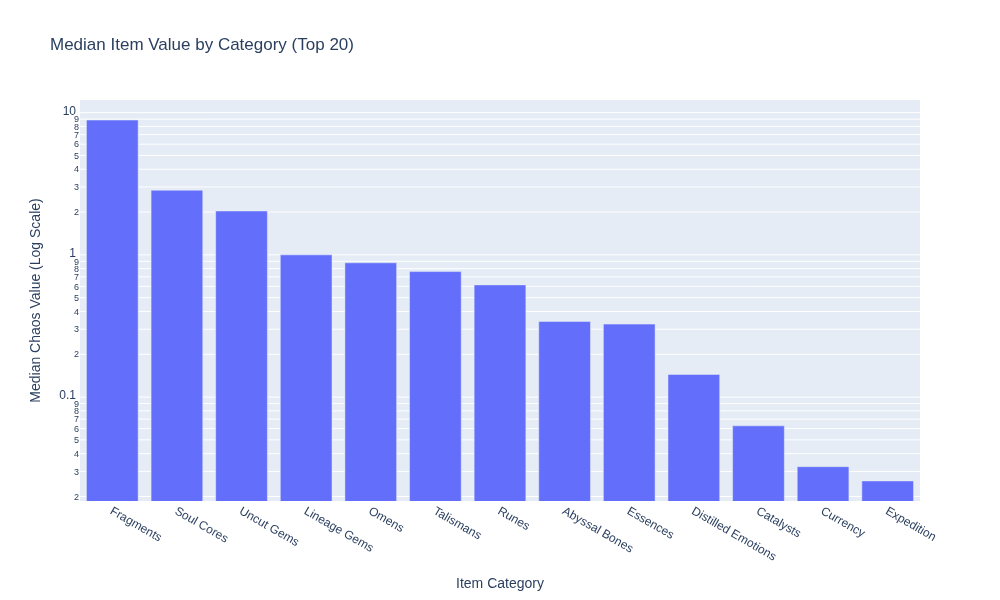 Median Item Value by Category (Top 20)
Median Chaos Value (Log Scale)
10
9
8
7
6
5
4
3
2
1
9
8
7
6
5
4
3
2
0.1
9
8
7
6
5
4
3
2
Fragments
Soul Cores
Uncut Gems
Lineage Gems
Omens
Talismans
Runes
Abyssal Bones
Essences
Distilled Emotions
Catalysts
Currency
Expedition
Item Category